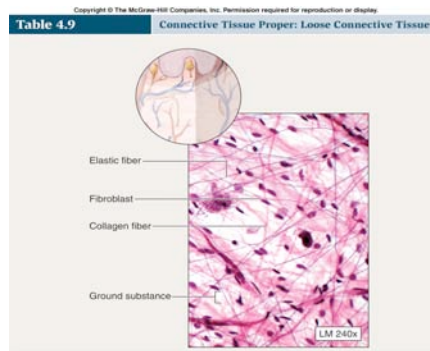 Copyright © The McGraw-Hill Companies, Inc. Permission required for reproduction or display.
Table 4.9 Connective Tissue Proper: Loose Connective Tissue
Elastic fiber
Fibroblast
Collagen fiber
Ground substance
LM 240x